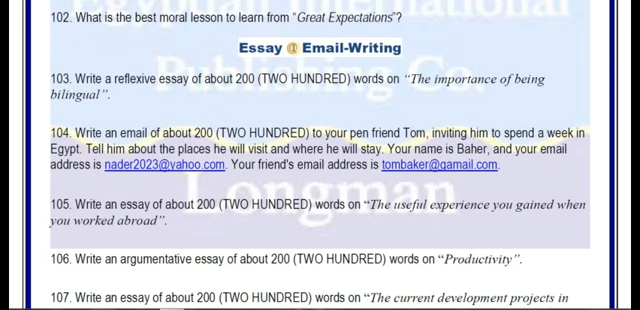 102. What is the best moral lesson to learn from "Great Expectations"?
Essay @ Email-Writing
103. Write a reflexive essay of about 200 (TWO HUNDRED) words on "The importance of being
bilingual".
104. Write an email of about 200 (TWO HUNDRED) to your pen friend Tom, inviting him to spend a week in
Egypt. Tell him about the places he will visit and where he will stay. Your name is Baher, and your email
address is nader2023@yahoo.com. Your friend's email address is tombaker@gamail.com.
105. Write an essay of about 200 (TWO HUNDRED) words on "The useful experience you gained when
you worked abroad".
106. Write an argumentative essay of about 200 (TWO HUNDRED) words on "Productivity".
107. Write an essay of about 200 (TWO HUNDRED) words on "The current development projects in
Egyptian International
Publishing Co.
Longman